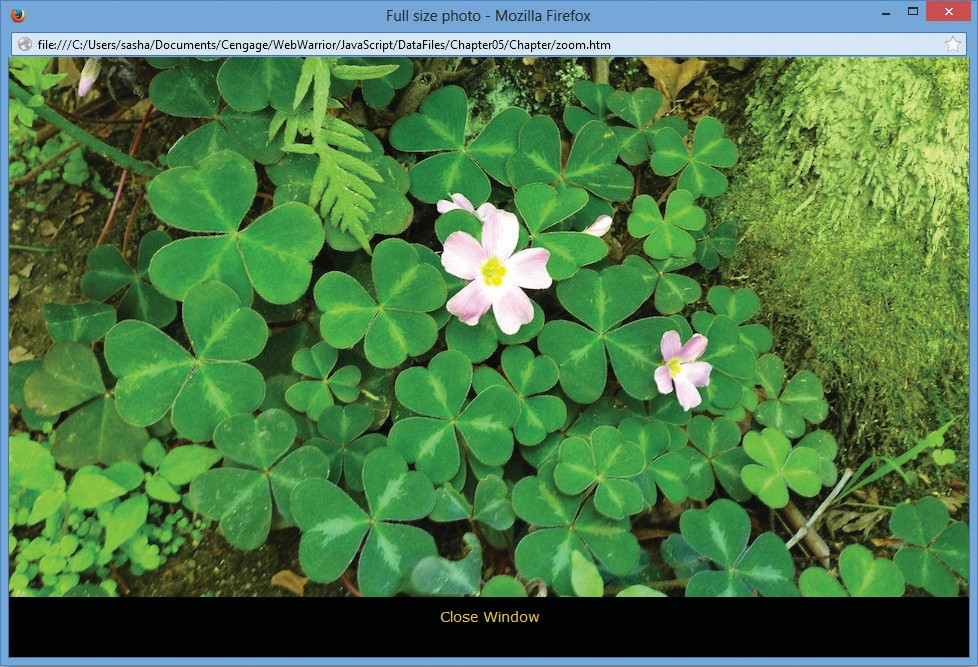 Full size photo - Mozilla Firefox
file:///C:/Users/sasha/Documents/Cengage/WebWarrior/JavaScript/DataFiles/Chapter05/Chapter/zoom.htm
Close Window